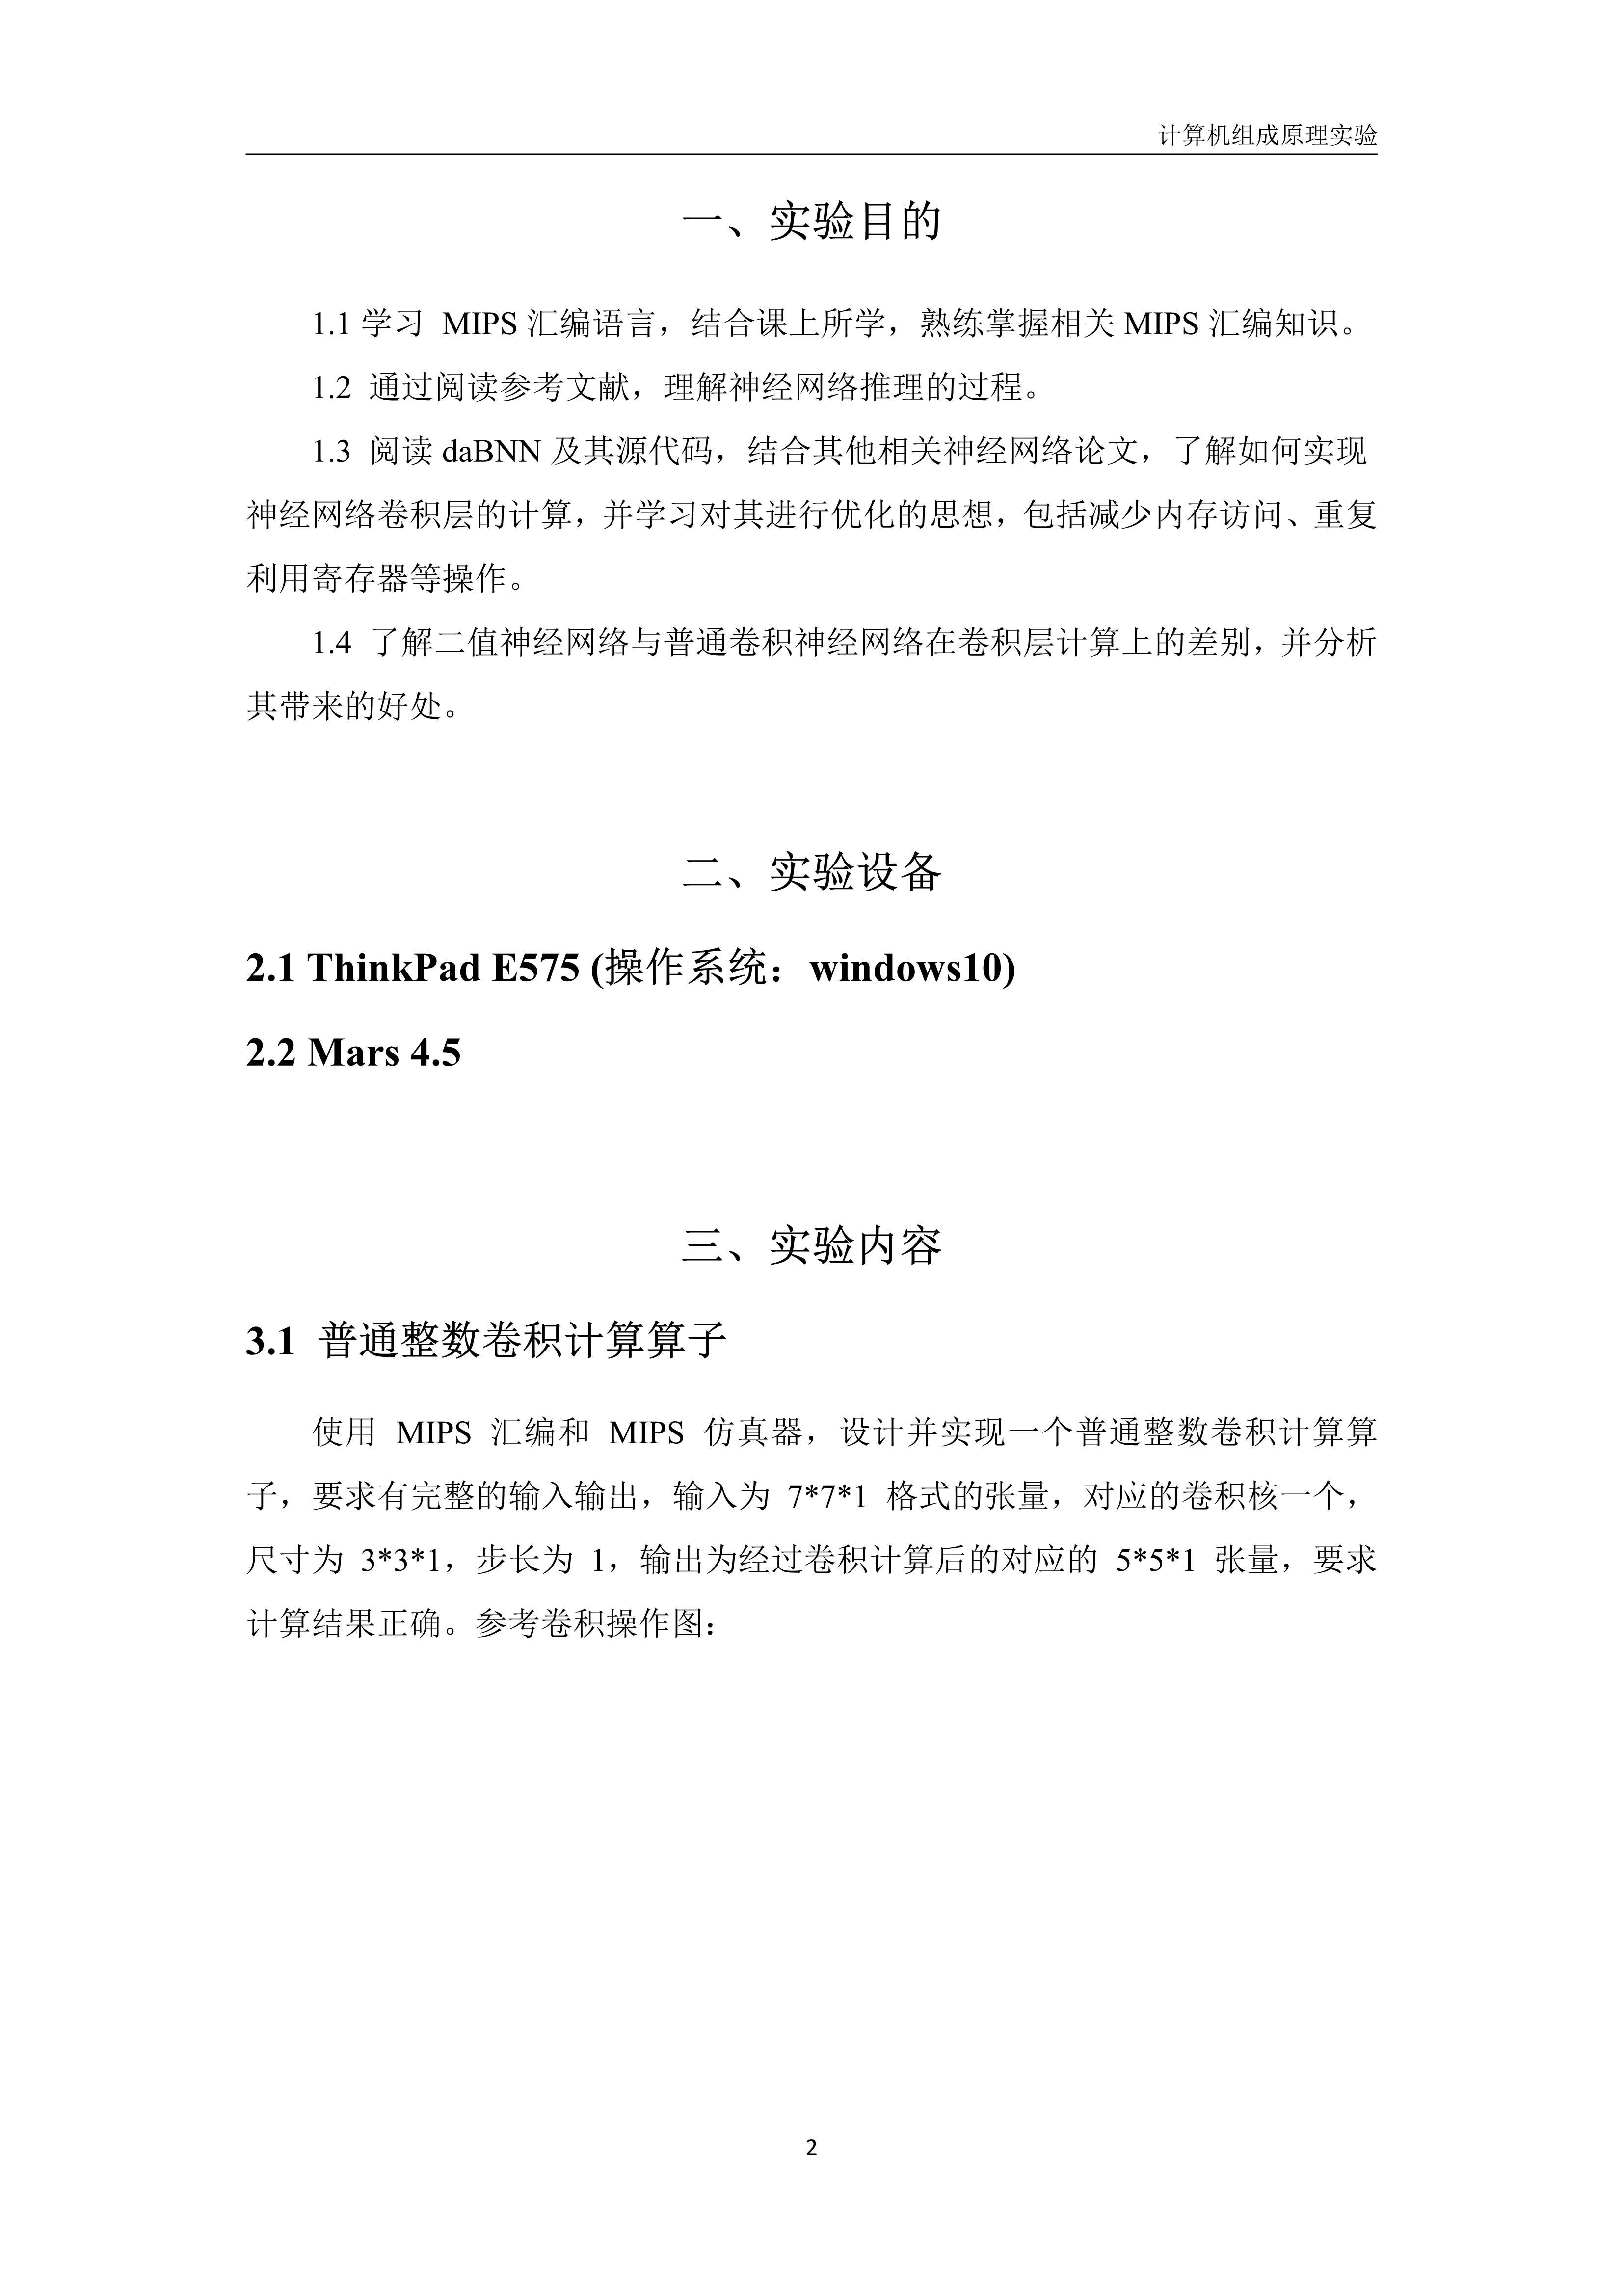 计算机组成原理实验
一、实验目的
1.1 学习 MIPS 汇编语言，结合课上所学，熟练掌握相关 MIPS 汇编知识。
1.2 通过阅读参考文献，理解神经网络推理的过程。
1.3 阅读 daBNN 及其源代码，结合其他相关神经网络论文，了解如何实现
神经网络卷积层的计算，并学习对其进行优化的思想，包括减少内存访问、重复
利用寄存器等操作。
1.4 了解二值神经网络与普通卷积神经网络在卷积层计算上的差别，并分析
其带来的好处。
二、实验设备
2.1 ThinkPad E575 (操作系统：windows10)
2.2 Mars 4.5
三、实验内容
3.1 普通整数卷积计算算子
使用 MIPS 汇编和 MIPS 仿真器，设计并实现一个普通整数卷积计算算
子，要求有完整的输入输出，输入为 7*7*1 格式的张量，对应的卷积核一个，
尺寸为 3*3*1，步长为 1，输出为经过卷积计算后的对应的 5*5*1 张量，要求
计算结果正确。参考卷积操作图：
2